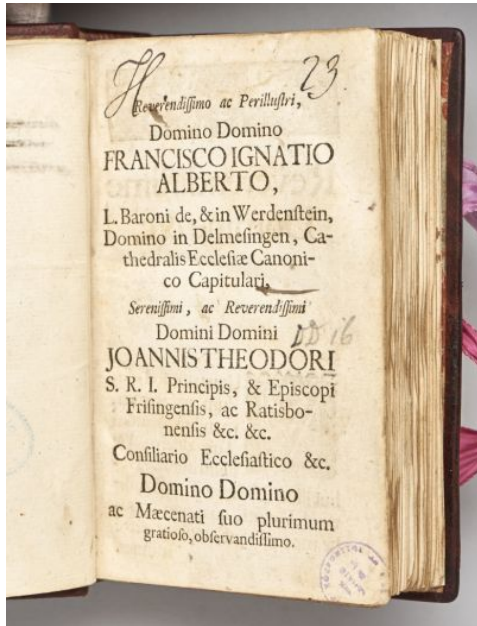 H 23
Reverendiſſimo ac Perilluſtri,
Domino Domino
FRANCISCO IGNATIO
ALBERTO,
L. Baroni de, & in Werdenſtein,
Domino in Delmeſingen, Ca-
thedralis Eccleſiæ Canoni-
co Capitulari,
Sereniſſimi, ac Reverendiſſimi
Domini Domini
JOANNIS THEODORI
S. R. I. Principis, & Epiſcopi
Friſingenſis, ac Ratisbo-
nenſis &c. &c.
Conſiliario Eccleſiaſtico &c.
Domino Domino
ac Mæcenati ſuo plurimum
gratioſo, obſervandiſſimo.